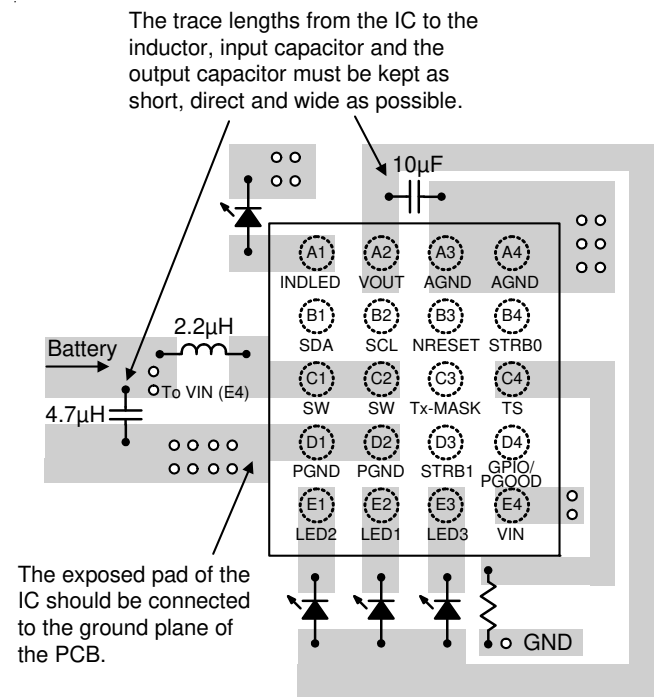 The trace lengths from the IC to the
inductor, input capacitor and the
output capacitor must be kept as
short, direct and wide as possible.
10µF
A1 A2 A3 A4
INDLED VOUT AGND AGND
B1 B2 B3 B4
SDA SCL NRESET STRB0
2.2µH
Battery
To VIN (E4)
4.7µH
C1 C2 C3 C4
SW SW Tx-MASK TS
D1 D2 D3 D4
PGND PGND STRB1 GPIO/
PGOOD
E1 E2 E3 E4
LED2 LED1 LED3 VIN
The exposed pad of the
IC should be connected
to the ground plane of
the PCB.
GND